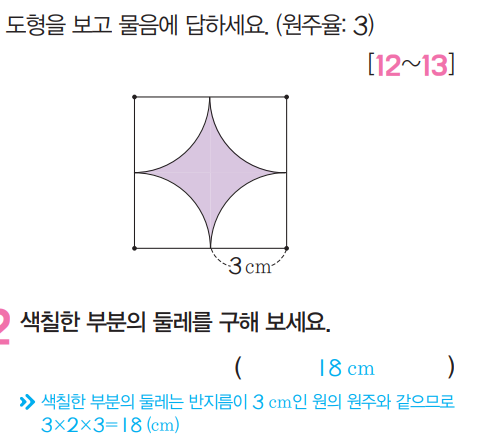 도형을 보고 물음에 답하세요. (원주율: 3)
[12~13]
3 cm
2 색칠한 부분의 둘레를 구해 보세요.
( 18 cm )
색칠한 부분의 둘레는 반지름이 3 cm인 원의 원주와 같으므로
3×2×3=18 (cm)